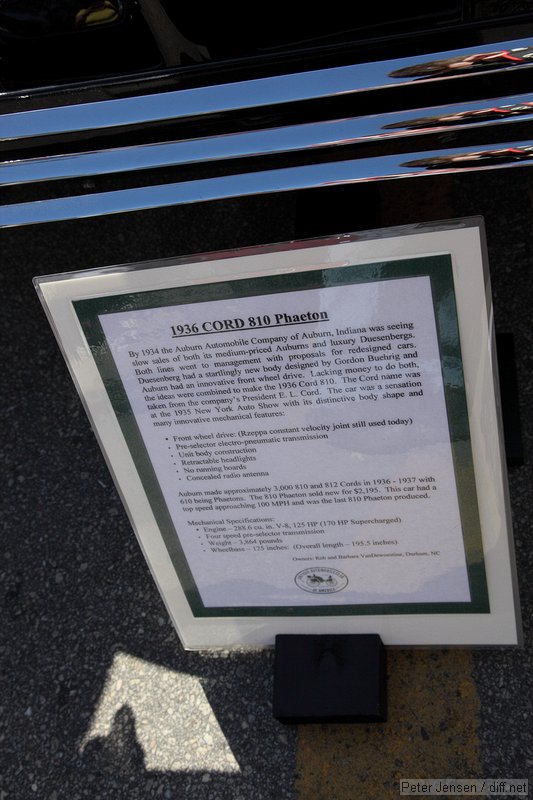 1936 CORD 810 Phaeton
By 1934 the Auburn Automobile Company of Auburn, Indiana was seeing
slow sales of both its medium-priced Auburns and luxury Duesenbergs.
Both lines went to management with proposals for redesigned cars.
Duesenberg had a startlingly new body designed by Gordon Buehrig and
Auburn had an innovative front wheel drive. Lacking money to do both,
the ideas were combined to make the 1936 Cord 810. The Cord name was
taken from the company's President E. L. Cord. The car was a sensation
at the 1935 New York Auto Show with its distinctive body shape and
many innovative mechanical features:
• Front wheel drive: (Rzeppa constant velocity joint still used today)
• Pre-selector electro-pneumatic transmission
• Unit body construction
• Retractable headlights
• No running boards
• Concealed radio antenna
Auburn made approximately 3,000 810 and 812 Cords in 1936 - 1937 with
610 being Phaetons. The 810 Phaeton sold new for $2,195. This car had a
top speed approaching 100 MPH and was the last 810 Phaeton produced.
Mechanical Specifications:
• Engine – 288.6 cu. in. V-8, 125 HP (170 HP Supercharged)
• Four speed pre-selector transmission
• Weight – 3,864 pounds
• Wheelbase – 125 inches: (Overall length – 195.5 inches)
Owners: Rob and Barbara VanDewoestine, Durham, NC
ANTIQUE AUTOMOBILE CLUB
OF AMERICA
Peter Jensen / diff.net